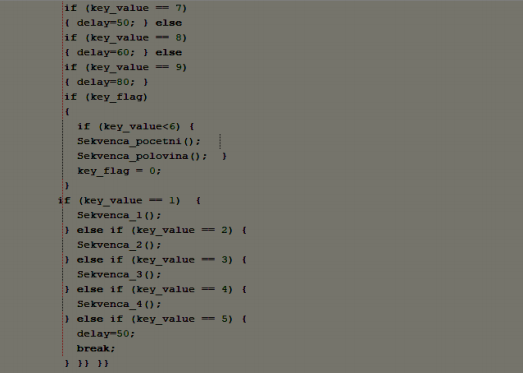 if (key_value == 7)
{ delay=50; } else
if (key_value == 8)
{ delay=60; } else
if (key_value == 9)
{ delay=80; }
if (key_flag)
{
if (key_value<6) {
Sekvenca_pocetni();
Sekvenca_polovina(); }
key_flag = 0;
}
if (key_value == 1) {
Sekvenca_1();
} else if (key_value == 2) {
Sekvenca_2();
} else if (key_value == 3) {
Sekvenca_3();
} else if (key_value == 4) {
Sekvenca_4();
} else if (key_value == 5) {
delay=50;
break;
} }} }}